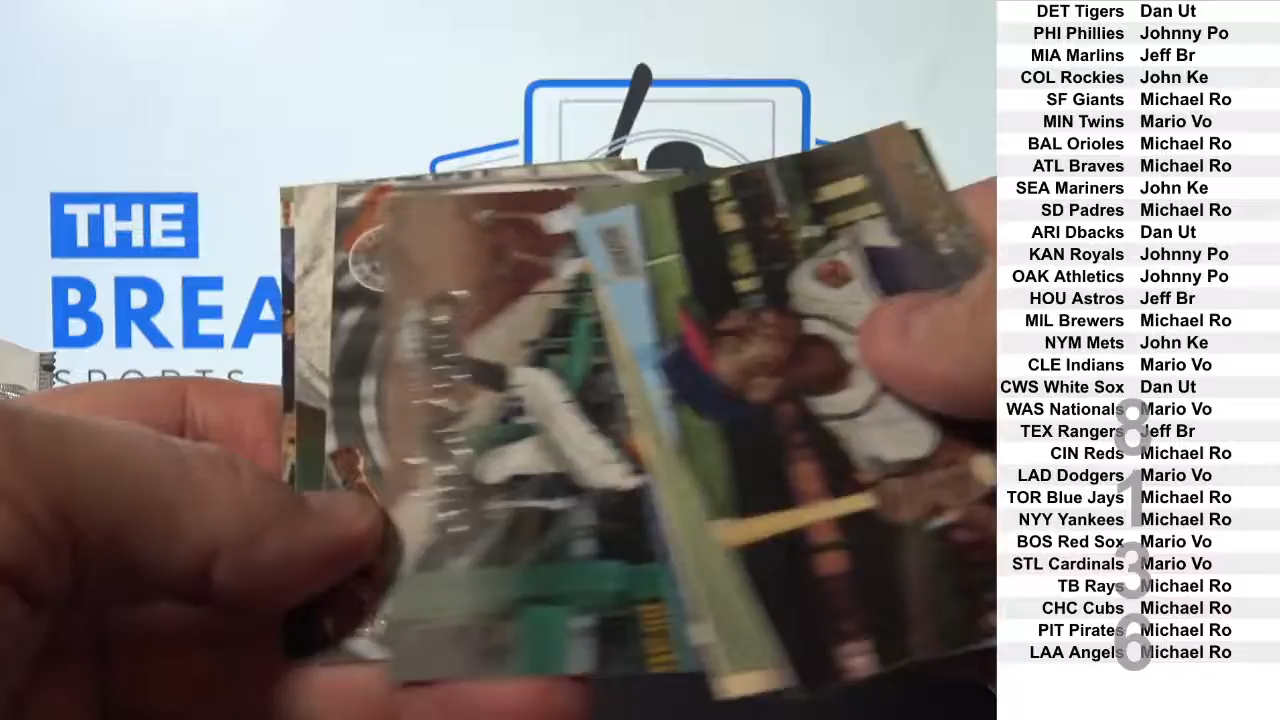 THE
BREA
SPORTS
DET Tigers Dan Ut
PHI Phillies Johnny Po
MIA Marlins Jeff Br
COL Rockies John Ke
SF Giants Michael Ro
MIN Twins Mario Vo
BAL Orioles Michael Ro
ATL Braves Michael Ro
SEA Mariners John Ke
SD Padres Michael Ro
ARI Dbacks Dan Ut
KAN Royals Johnny Po
OAK Athletics Johnny Po
HOU Astros Jeff Br
MIL Brewers Michael Ro
NYM Mets John Ke
CLE Indians Mario Vo
CWS White Sox Dan Ut
WAS Nationals Mario Vo
TEX Rangers Jeff Br
CIN Reds Michael Ro
LAD Dodgers Mario Vo
TOR Blue Jays Michael Ro
NYY Yankees Michael Ro
BOS Red Sox Mario Vo
STL Cardinals Mario Vo
TB Rays Michael Ro
CHC Cubs Michael Ro
PIT Pirates Michael Ro
LAA Angels Michael Ro
8
1
3
6